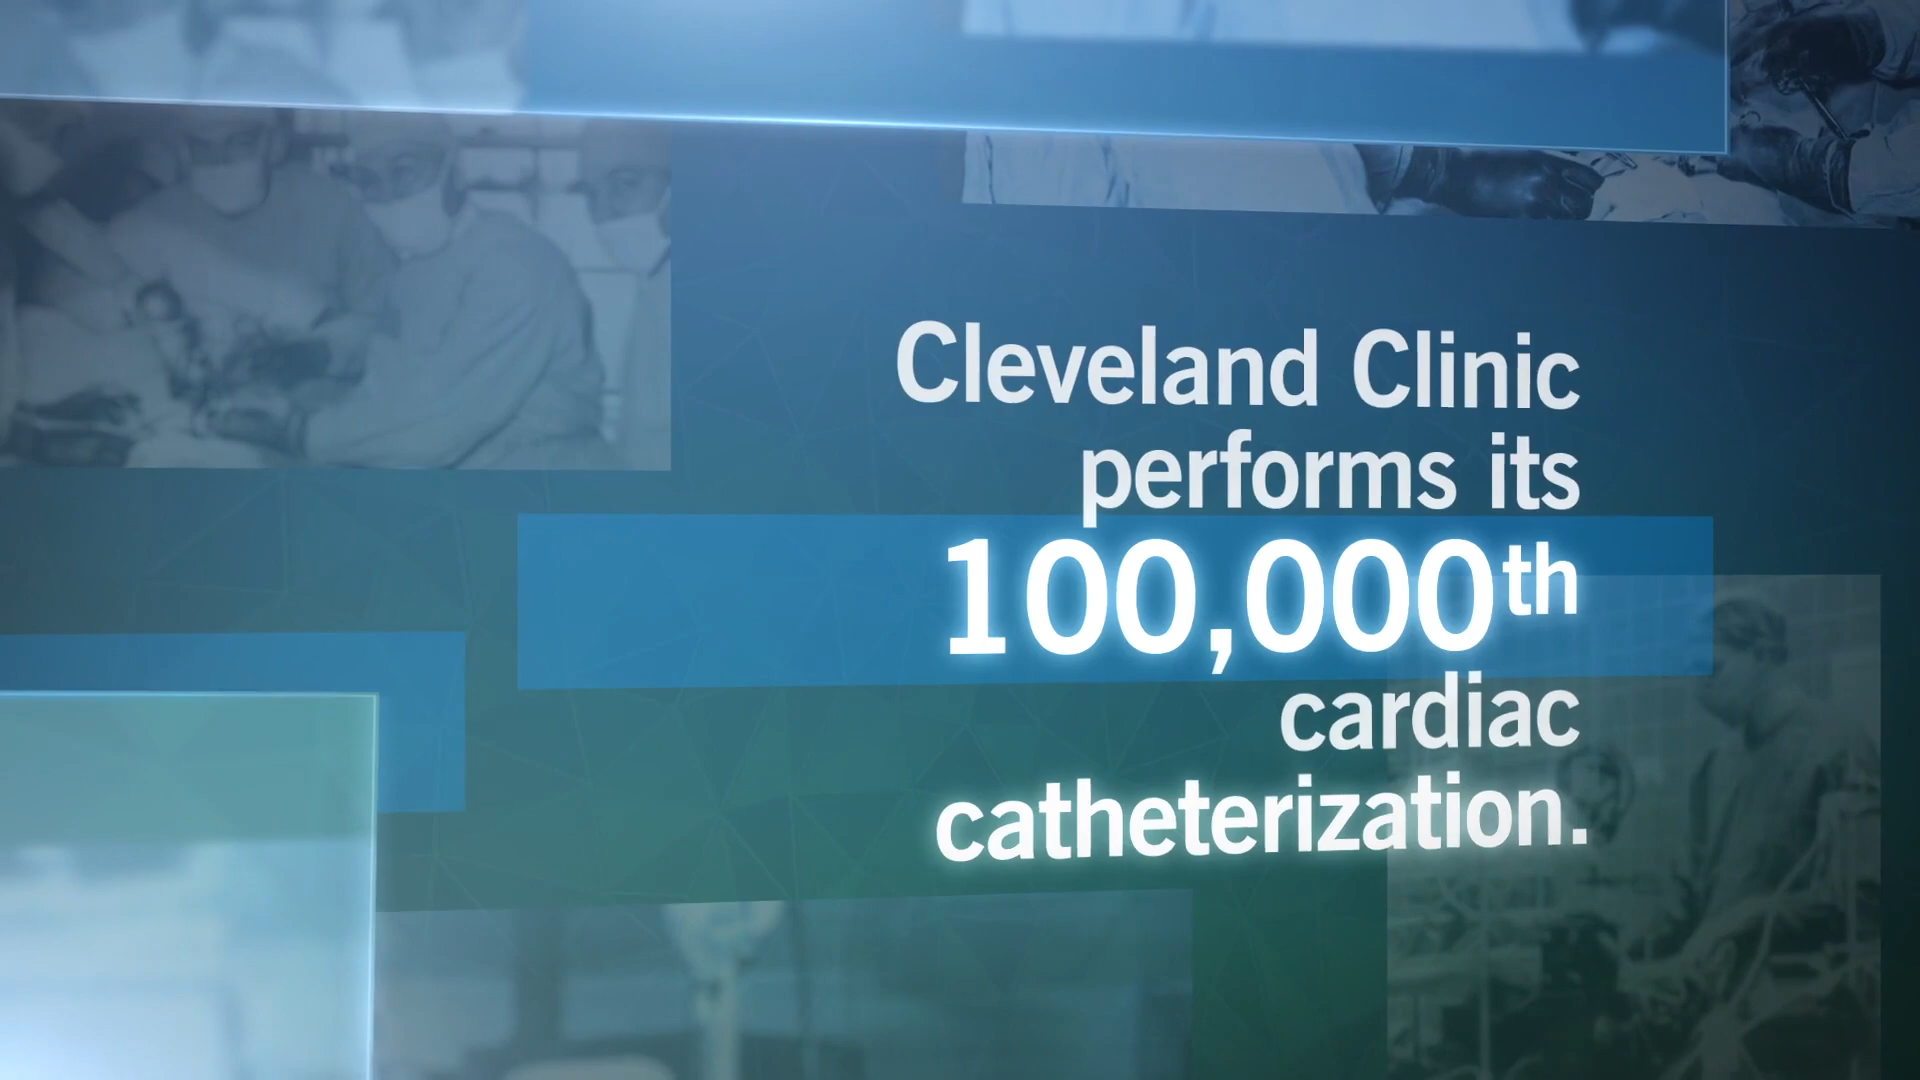 Cleveland Clinic
performs its
100,000th
cardiac
catheterization.